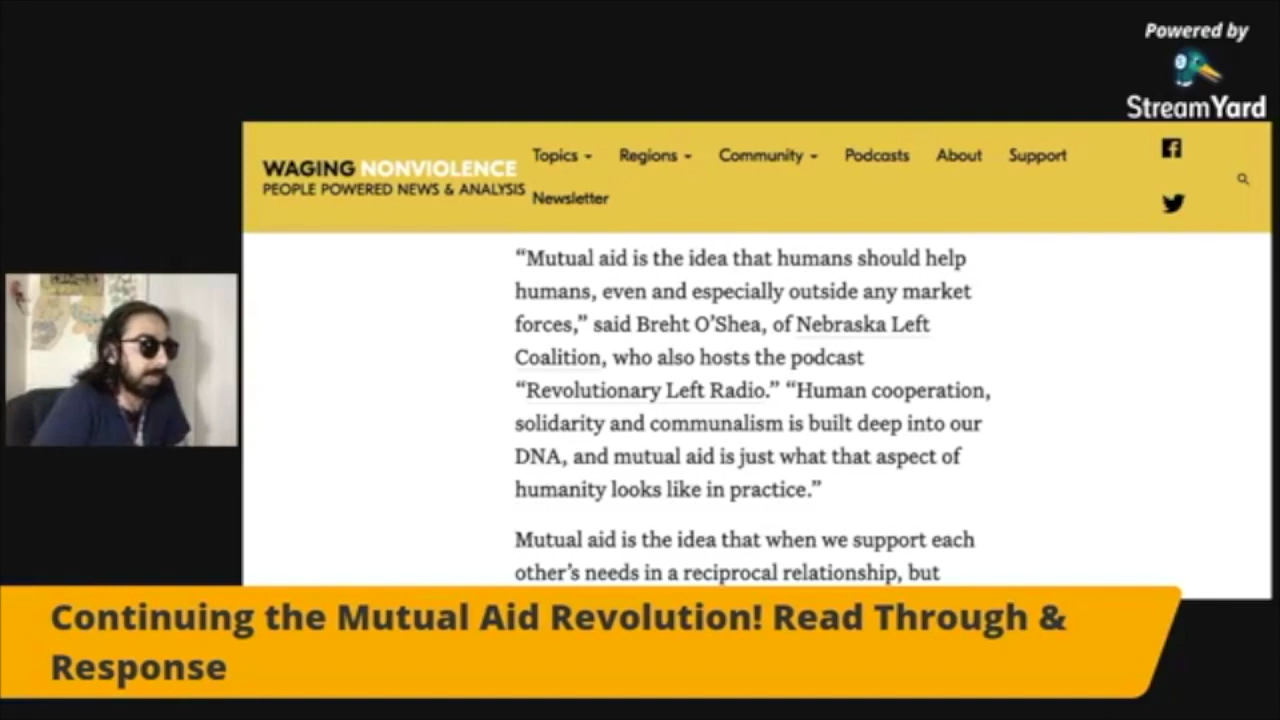 Powered by
StreamYard
WAGING NONVIOLENCE
PEOPLE POWERED NEWS & ANALYSIS
Topics Regions Community Podcasts About Support
Newsletter
“Mutual aid is the idea that humans should help
humans, even and especially outside any market
forces,” said Breht O’Shea, of Nebraska Left
Coalition, who also hosts the podcast
“Revolutionary Left Radio.” “Human cooperation,
solidarity and communalism is built deep into our
DNA, and mutual aid is just what that aspect of
humanity looks like in practice.”
Mutual aid is the idea that when we support each
other’s needs in a reciprocal relationship, but
Continuing the Mutual Aid Revolution! Read Through &
Response